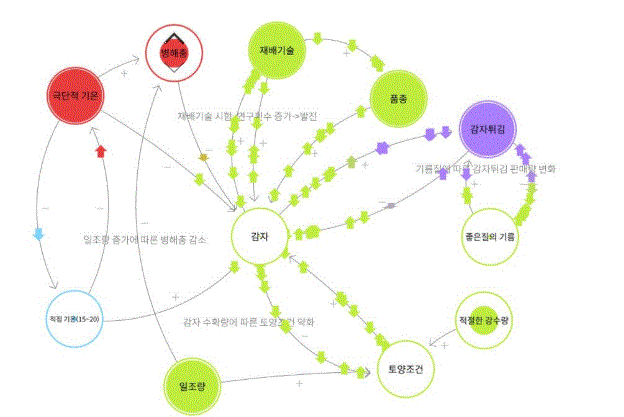 재배기술
병해충
극단적 기온
품종
감자튀김
재배기술 시험, 연구횟수 증가->발전
기름질에 따른 감자튀김 판매량 변화
일조량 증가에 따른 병해충 감소
감자
좋은질의 기름
적정 기온(15~20)
감자 수확량에 따른 토양조건 악화
적절한 강수량
일조량
토양조건